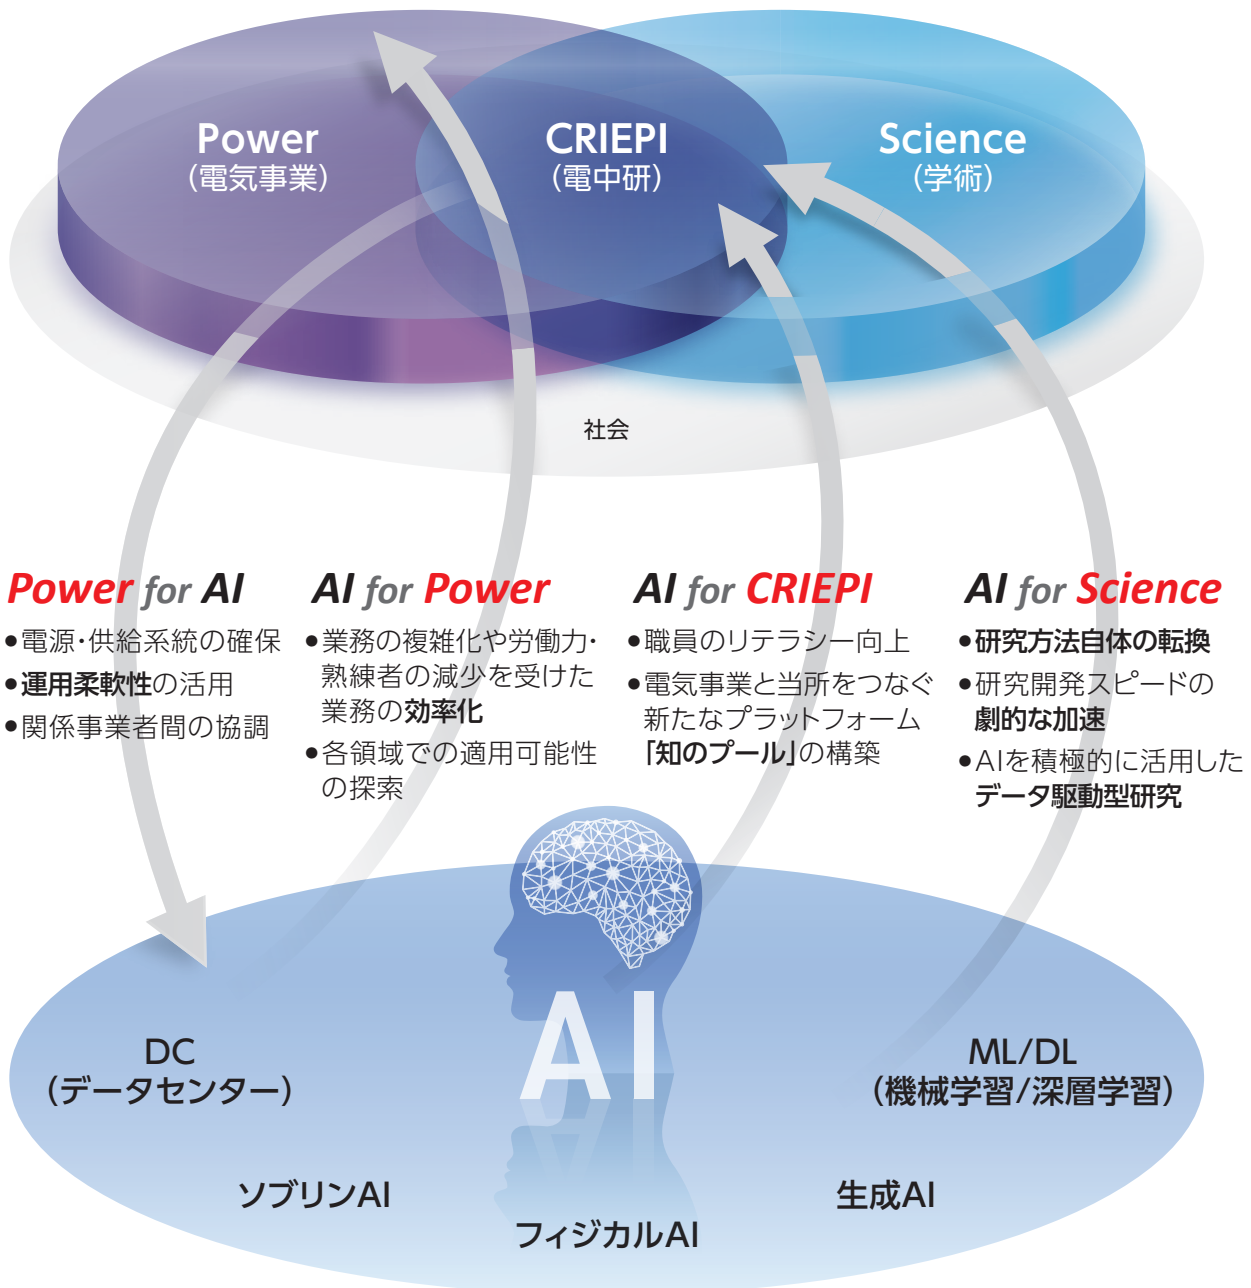 Power
(電気事業)
CRIEPI
(電中研)
Science
(学術)
社会
Power for AI
●電源・供給系統の確保
●運用柔軟性の活用
●関係事業者間の協調
AI for Power
●業務の複雑化や労働力・
熟練者の減少を受けた
業務の効率化
●各領域での適用可能性
の探索
AI for CRIEPI
●職員のリテラシー向上
●電気事業と当所をつなぐ
新たなプラットフォーム
「知のプール」の構築
AI for Science
●研究方法自体の転換
●研究開発スピードの
劇的な加速
●AIを積極的に活用した
データ駆動型研究
AI
DC
(データセンター)
ML/DL
(機械学習/深層学習)
ソブリンAI
生成AI
フィジカルAI